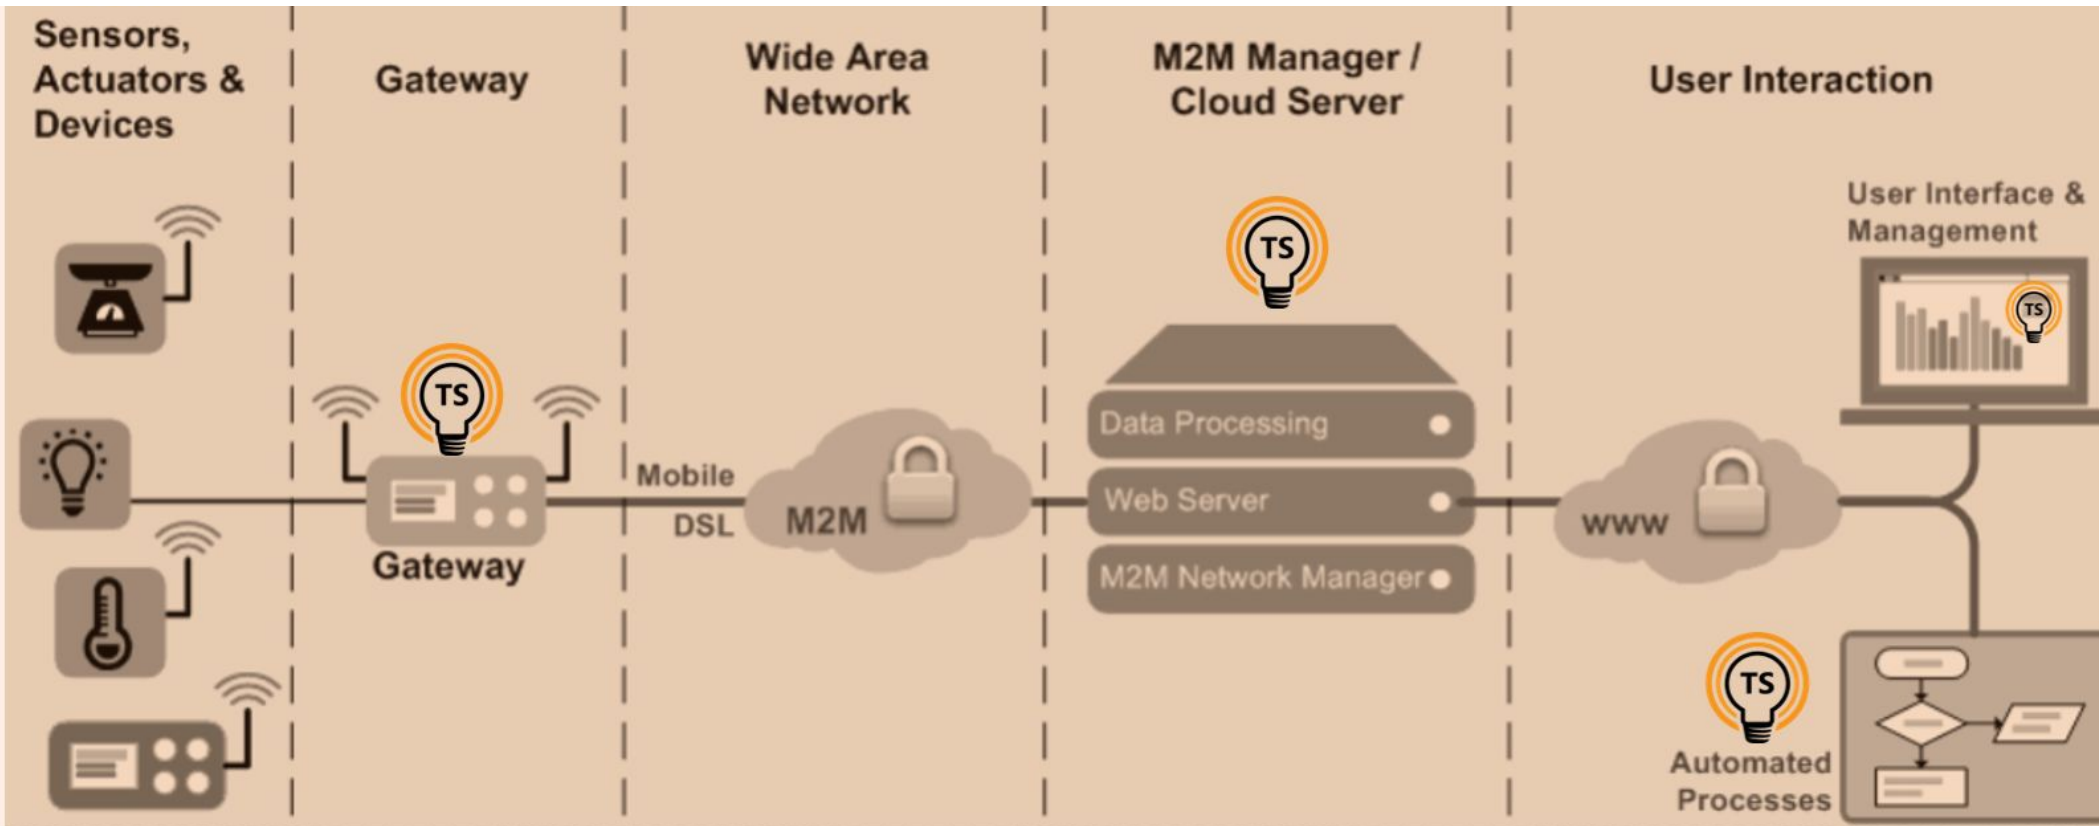 Sensors,
Actuators &
Devices
Gateway
Wide Area
Network
M2M Manager /
Cloud Server
User Interaction
User Interface &
Management
TS
TS
TS
TS
Data Processing
Web Server
M2M Network Manager
Mobile
DSL
M2M
www
Gateway
Automated
Processes